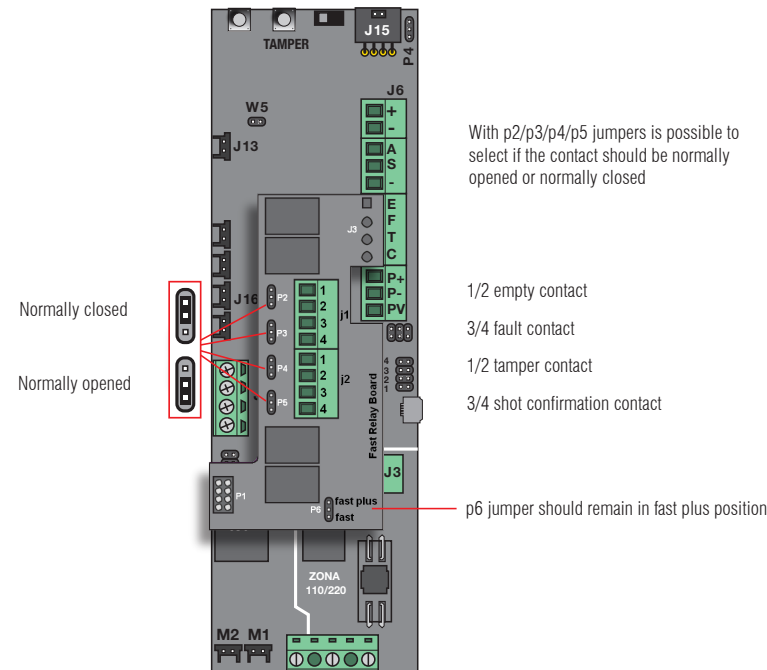 TAMPER
J15
P4
J6
W5
+
-
J13
A
S
-
With p2/p3/p4/p5 jumpers is possible to
select if the contact should be normally
opened or normally closed
E
F
T
C
J3
P+
P-
PV
J16
P2
P3
P4
P5
1
2
3
4
j1
1
2
3
4
j2
4
3
2
1
Normally closed
Normally opened
1/2 empty contact
3/4 fault contact
1/2 tamper contact
3/4 shot confirmation contact
Fast Relay Board
J3
P1
P6
fast plus
fast
p6 jumper should remain in fast plus position
ZONA
110/220
M2 M1